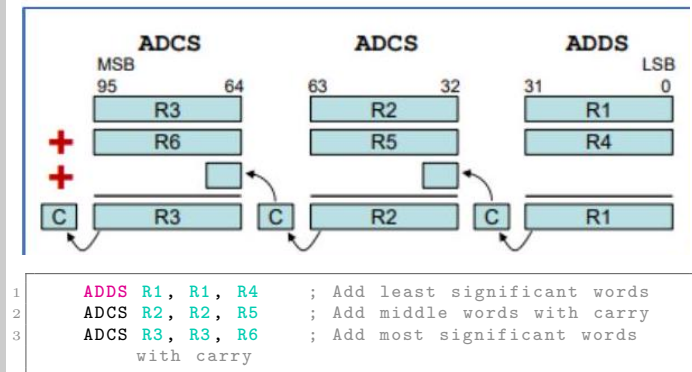 ADCS ADCS ADDS
MSB LSB
95 64 63 32 31 0
R3 R2 R1
+ R6 R5 R4
+
C R3 C R2 C R1
1 ADDS R1, R1, R4 ; Add least significant words
2 ADCS R2, R2, R5 ; Add middle words with carry
3 ADCS R3, R3, R6 ; Add most significant words
with carry